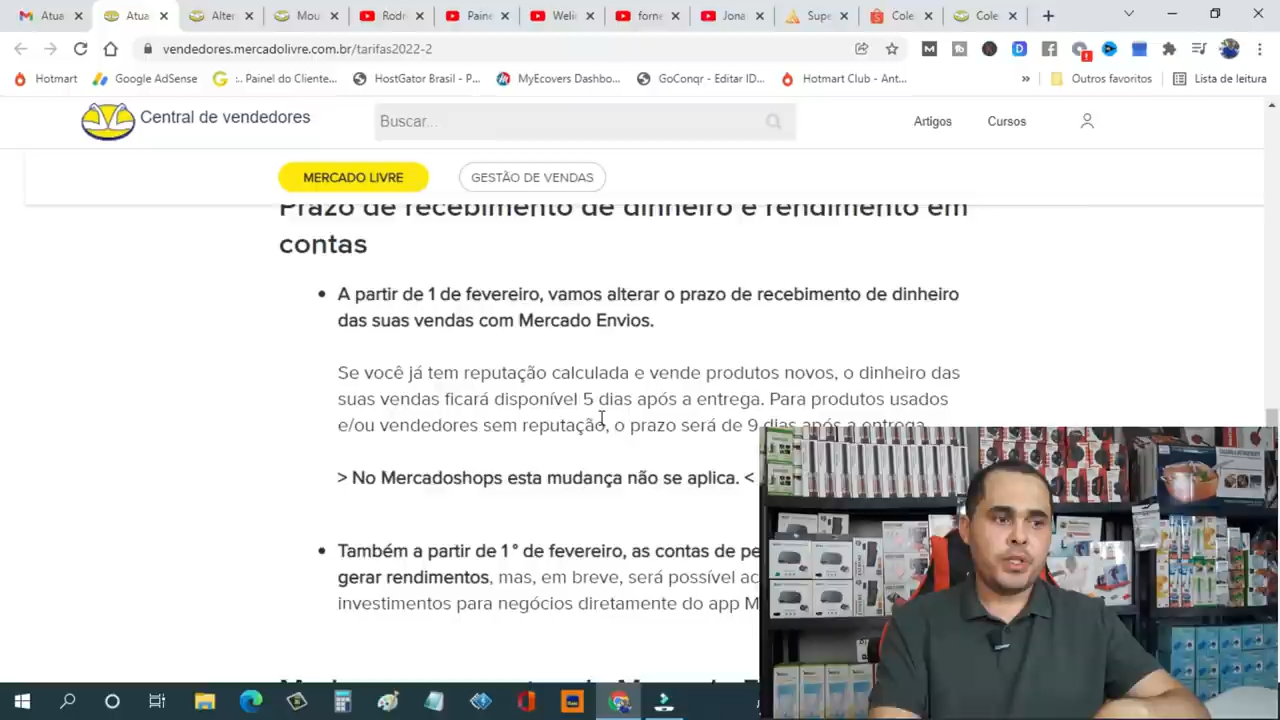 Atua
Atua
Alter
Mou
Rodr
Paine
Welin
forne
Jona
Supe
Cole
Cole
vendedores.mercadolivre.com.br/tarifas2022-2
Hotmart
Google AdSense
:. Painel do Cliente...
HostGator Brasil - P...
MyEcovers Dashbo...
GoConqr - Editar ID...
Hotmart Club - Ant...
»
Outros favoritos
Lista de leitura
Central de vendedores
Buscar...
Artigos
Cursos
MERCADO LIVRE
GESTÃO DE VENDAS
Prazo de recebimento de dinheiro e rendimento em
contas
• A partir de 1 de fevereiro, vamos alterar o prazo de recebimento de dinheiro
das suas vendas com Mercado Envios.
Se você já tem reputação calculada e vende produtos novos, o dinheiro das
suas vendas ficará disponível 5 dias após a entrega. Para produtos usados
e/ou vendedores sem reputação, o prazo será de 9 dias após a entrega.
> No Mercadoshops esta mudança não se aplica. <
• Também a partir de 1° de fevereiro, as contas de pe
gerar rendimentos, mas, em breve, será possível ac
investimentos para negócios diretamente do app M